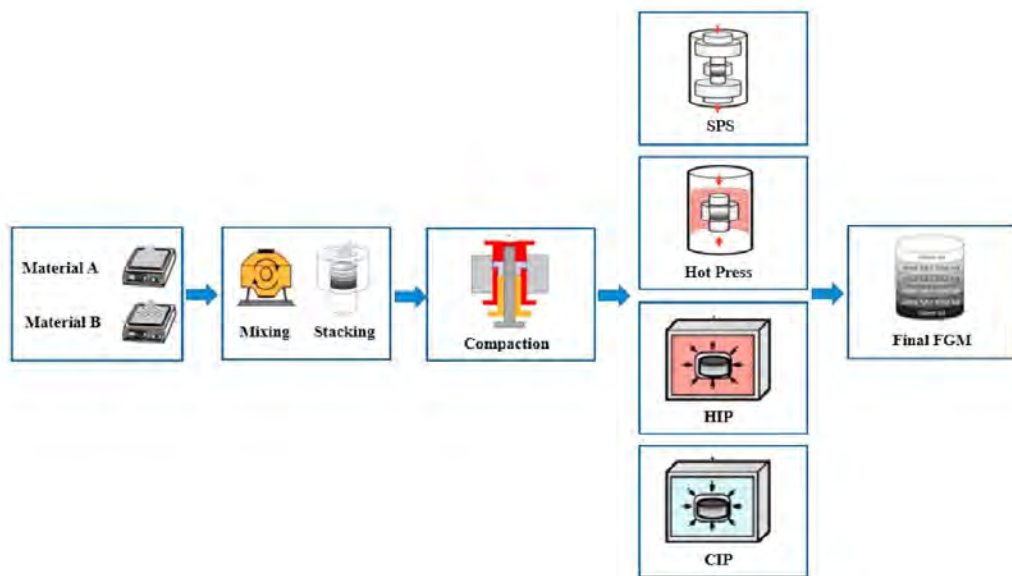 Material A
Material B
Mixing
Stacking
Compaction
SPS
Hot Press
HIP
CIP
Final FGM